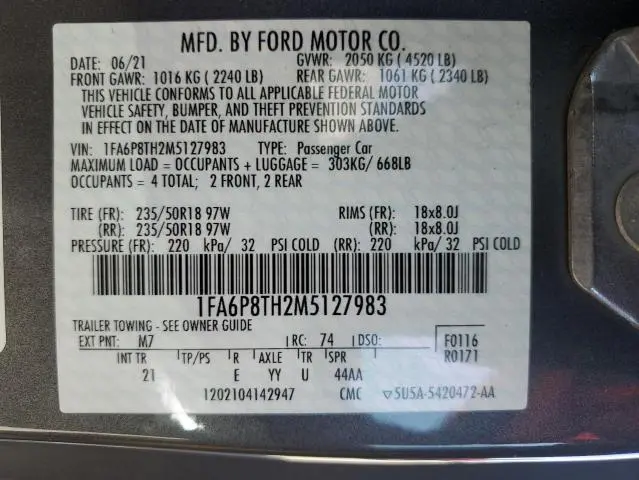 MFD. BY FORD MOTOR CO.
DATE: 06/21 GVWR: 2050 KG ( 4520 LB)
FRONT GAWR: 1016 KG ( 2240 LB) REAR GAWR: 1061 KG ( 2340 LB)
THIS VEHICLE CONFORMS TO ALL APPLICABLE FEDERAL MOTOR
VEHICLE SAFETY, BUMPER, AND THEFT PREVENTION STANDARDS
IN EFFECT ON THE DATE OF MANUFACTURE SHOWN ABOVE.
VIN: 1FA6P8TH2M5127983 TYPE: Passenger Car
MAXIMUM LOAD = OCCUPANTS + LUGGAGE = 303KG/ 668LB
OCCUPANTS = 4 TOTAL; 2 FRONT, 2 REAR
TIRE (FR): 235/50R18 97W RIMS (FR): 18x8.0J
(RR): 235/50R18 97W (RR): 18x8.0J
PRESSURE (FR): 220 kPa/ 32 PSI COLD (RR): 220 kPa/ 32 PSI COLD
1FA6P8TH2M5127983
TRAILER TOWING - SEE OWNER GUIDE
EXT PNT: M7 RC: 74 DSO: F0116
R0171
INT TR TP/PS R AXLE TR SPR
21 E YY U 44AA
1202104142947 CMC ▽5U5A-5420472-AA